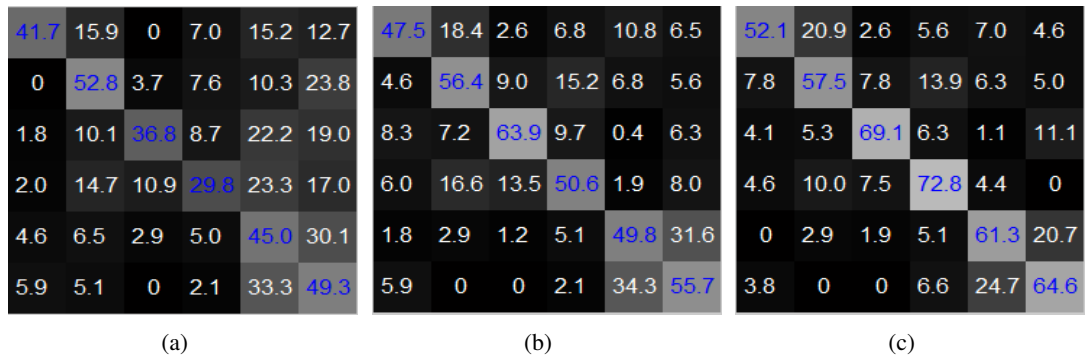 41.7 15.9 0 7.0 15.2 12.7
0 52.8 3.7 7.6 10.3 23.8
1.8 10.1 36.8 8.7 22.2 19.0
2.0 14.7 10.9 29.8 23.3 17.0
4.6 6.5 2.9 5.0 45.0 30.1
5.9 5.1 0 2.1 33.3 49.3
(a)
47.5 18.4 2.6 6.8 10.8 6.5
4.6 56.4 9.0 15.2 6.8 5.6
8.3 7.2 63.9 9.7 0.4 6.3
6.0 16.6 13.5 50.6 1.9 8.0
1.8 2.9 1.2 5.1 49.8 31.6
5.9 0 0 2.1 34.3 55.7
(b)
52.1 20.9 2.6 5.6 7.0 4.6
7.8 57.5 7.8 13.9 6.3 5.0
4.1 5.3 69.1 6.3 1.1 11.1
4.6 10.0 7.5 72.8 4.4 0
0 2.9 1.9 5.1 61.3 20.7
3.8 0 0 6.6 24.7 64.6
(c)